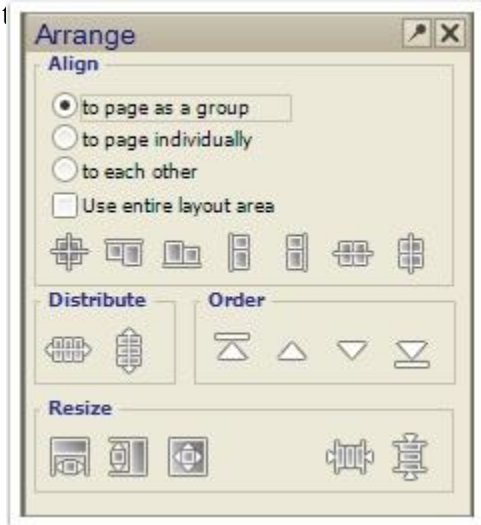 Arrange
Align
to page as a group
to page individually
to each other
Use entire layout area
Distribute
Order
Resize